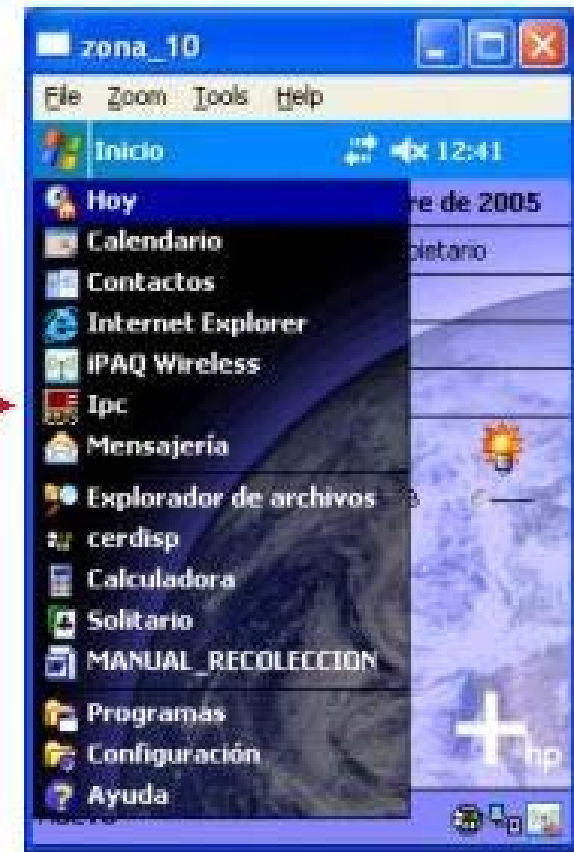 zona_10
File Zoom Tools Help
Inicio 12:41
Hoy
re de 2005
Calendario
pietario
Contactos
Internet Explorer
iPAQ Wireless
Ipc
Mensajería
Explorador de archivos
cerdisp
Calculadora
Solitario
MANUAL_RECOLECCION
Programas
Configuración
hp
Ayuda